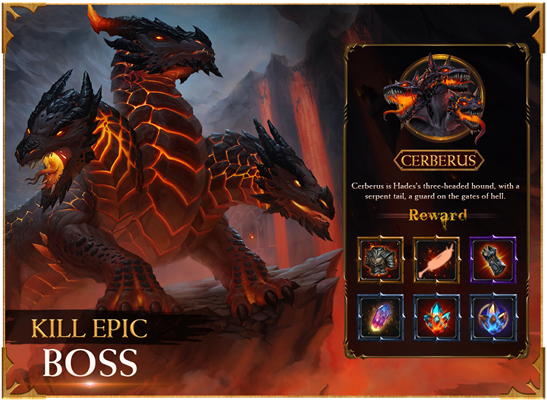 CERBERUS
Cerberus is Hades's three-headed hound, with a
serpent tail, a guard on the gates of hell.
Reward
KILL EPIC
BOSS